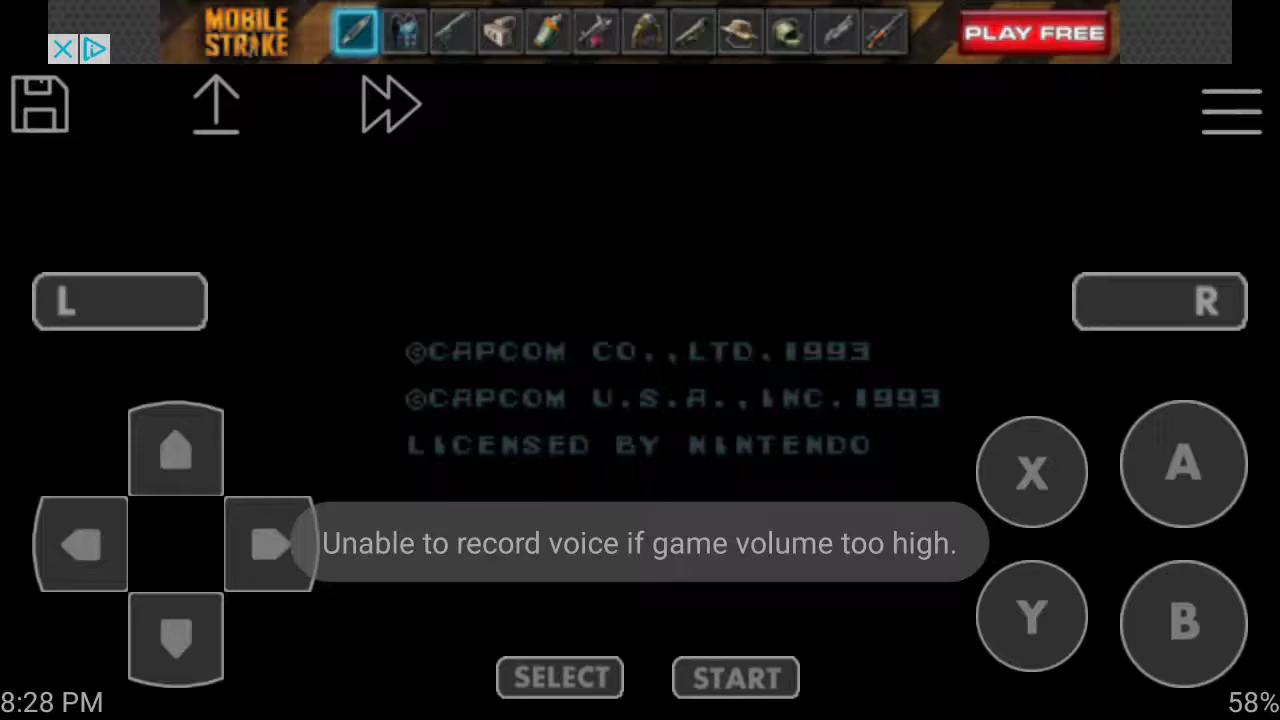 MOBILE
STRIKE
PLAY FREE
L
R
©CAPCOM CO.,LTD.1993
©CAPCOM U.S.A.,INC.1993
LICENSED BY NINTENDO
X
A
Unable to record voice if game volume too high.
Y
B
SELECT
START
8:28 PM
58%